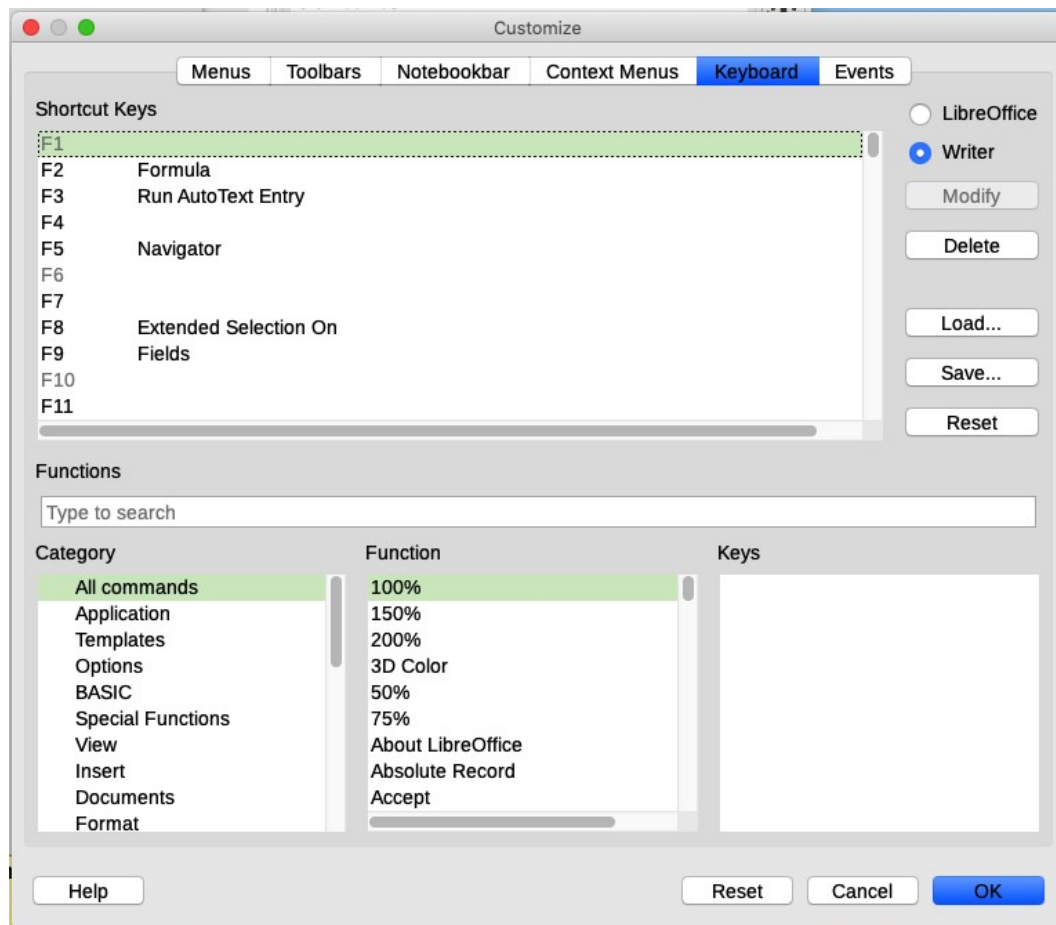 Customize
Menus Toolbars Notebookbar Context Menus Keyboard Events
Shortcut Keys
LibreOffice
Writer
Modify
Delete
Load...
Save...
Reset
F1
F2 Formula
F3 Run AutoText Entry
F4
F5 Navigator
F6
F7
F8 Extended Selection On
F9 Fields
F10
F11
Functions
Type to search
Category
All commands
Application
Templates
Options
BASIC
Special Functions
View
Insert
Documents
Format
Function
100%
150%
200%
3D Color
50%
75%
About LibreOffice
Absolute Record
Accept
Keys
Help Reset Cancel OK